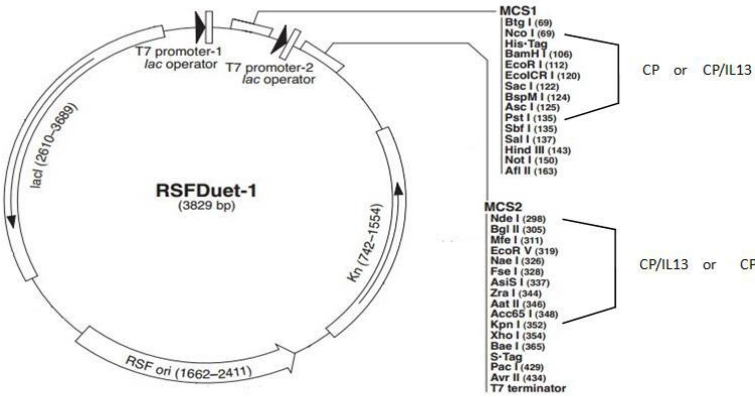 MCS1
Btg I (69)
Nco I (69)
His•Tag
BamH I (106)
EcoR I (112)
EcoICR I (120)
Sac I (122)
BspM I (124)
Asc I (125)
Pst I (135)
Sbf I (135)
Sal I (137)
Hind III (143)
Not I (150)
Afl II (163)
CP or CP/IL13
T7 promoter-1
lac operator
T7 promoter-2
lac operator
lacI (2610–3689)
RSFDuet-1
(3829 bp)
Kn (742–1554)
RSF ori (1662–2411)
MCS2
Nde I (298)
Bgl II (305)
Mfe I (311)
EcoR V (319)
Nae I (326)
Fse I (328)
AsiS I (337)
Zra I (344)
Aat II (346)
Acc65 I (348)
Kpn I (352)
Xho I (354)
Bae I (365)
S•Tag
Pac I (429)
Avr II (434)
T7 terminator
CP/IL13 or CP